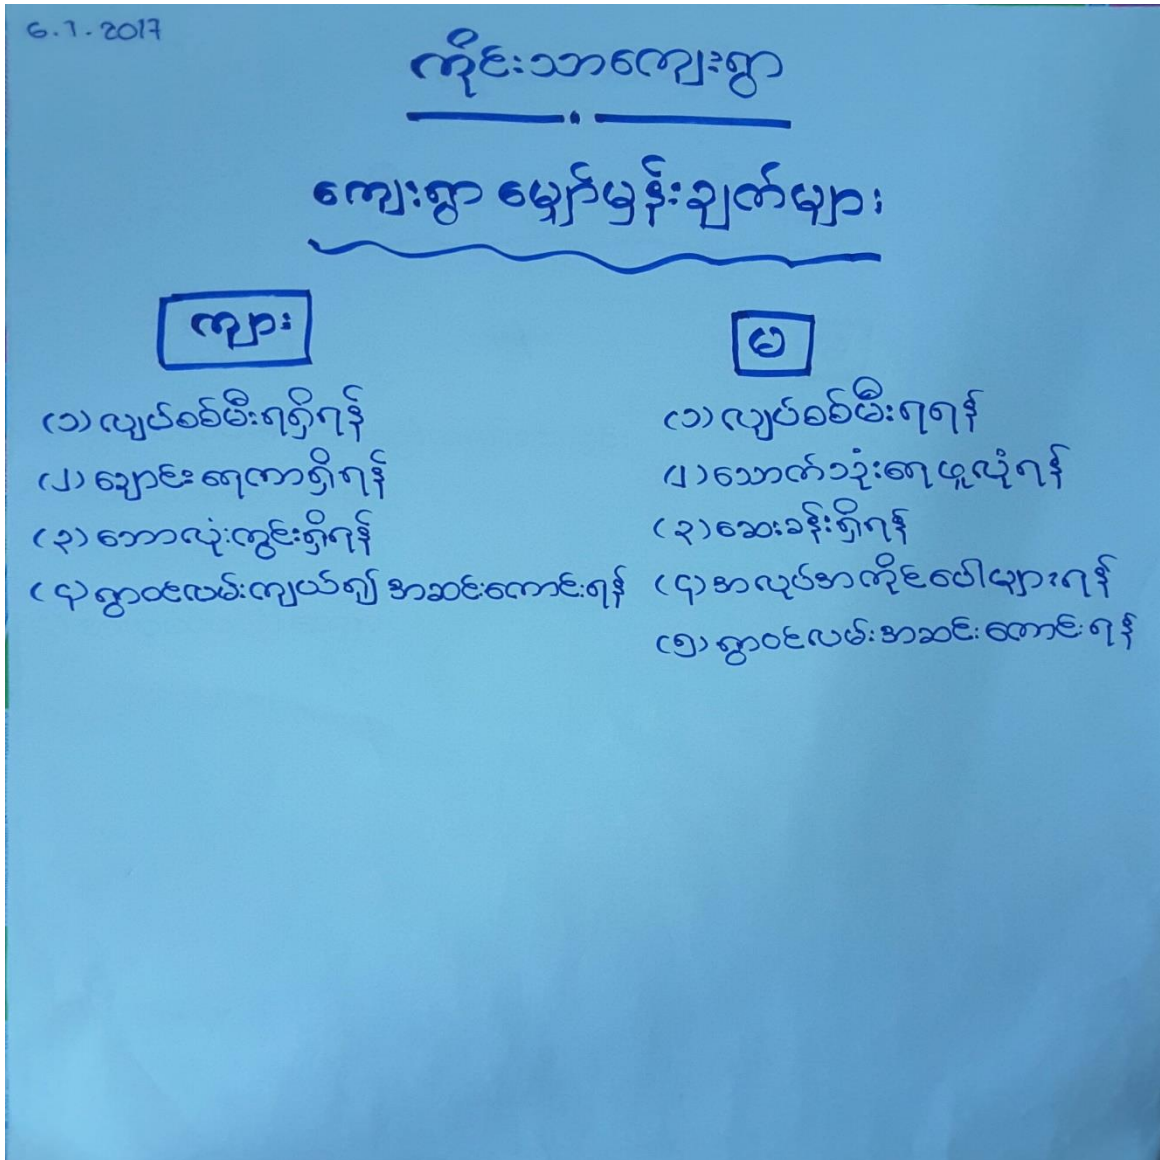 6.1.2017
ကိုင်းသာကျေးရွာ
ကျေးရွာ မျှော်မှန်းချက်များ
ကျား
(၁) လျှပ်စစ်မီးရရှိရန်
(၂) ချောင်းရေကာရှိရန်
(၃) ဘောလုံးကွင်းရှိရန်
(၄) ရွာဝင်လမ်းကျယ်၍ အဆင်းကောင်းရန်
မ
(၁) လျှပ်စစ်မီးရရန်
(၂) သောက်သုံးရေဖူလုံရန်
(၃) ဆေးခန်းရှိရန်
(၄) အလုပ်အကိုင်ပေါများရန်
(၅) ရွာဝင်လမ်းအဆင်းကောင်းရန်